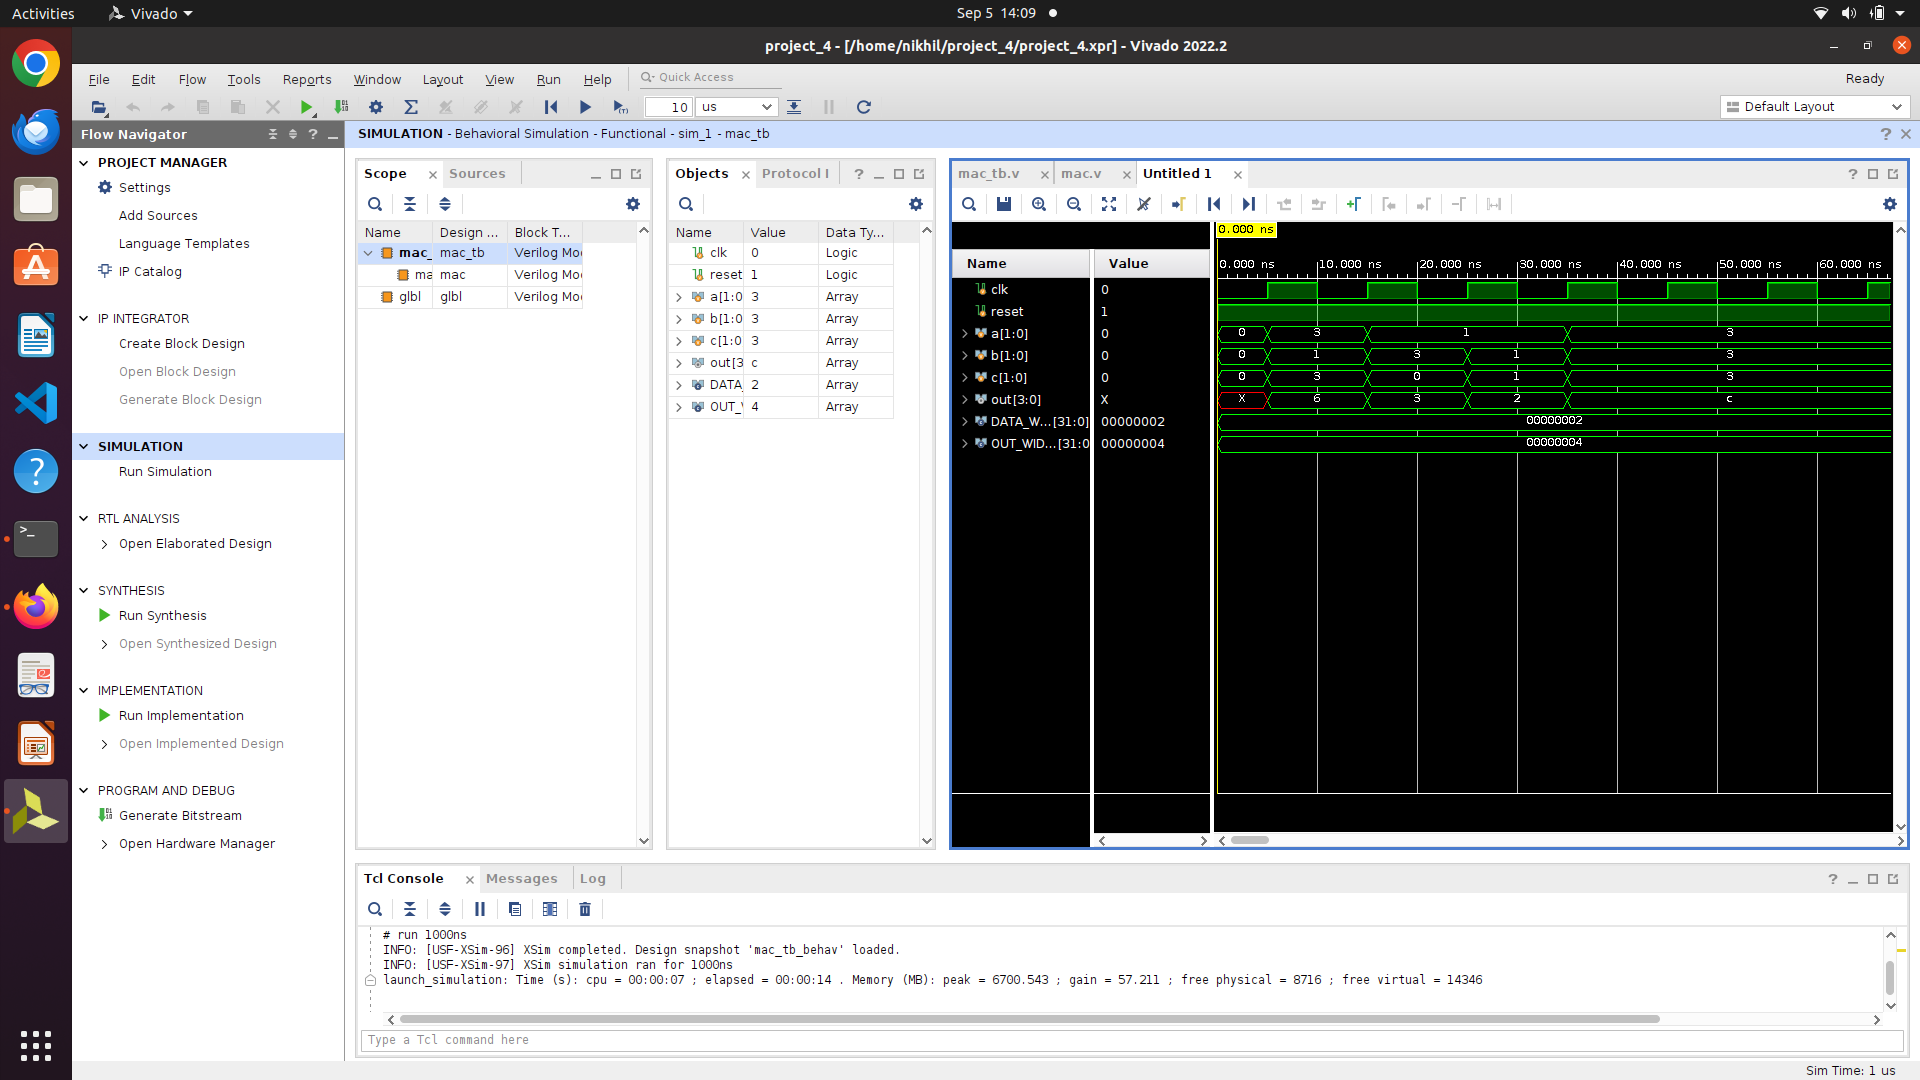 Activities
Vivado
Sep 5 14:09
project_4 - [/home/nikhil/project_4/project_4.xpr] - Vivado 2022.2
File Edit Flow Tools Reports Window Layout View Run Help
Quick Access
Ready
10 us
Default Layout
Flow Navigator
SIMULATION - Behavioral Simulation - Functional - sim_1 - mac_tb
PROJECT MANAGER
Settings
Add Sources
Language Templates
IP Catalog
IP INTEGRATOR
Create Block Design
Open Block Design
Generate Block Design
SIMULATION
Run Simulation
RTL ANALYSIS
Open Elaborated Design
SYNTHESIS
Run Synthesis
Open Synthesized Design
IMPLEMENTATION
Run Implementation
Open Implemented Design
PROGRAM AND DEBUG
Generate Bitstream
Open Hardware Manager
Scope Sources
Name Design ... Block T...
mac_ mac_tb Verilog Moc
ma mac Verilog Moc
glbl glbl Verilog Moc
Objects Protocol I
Name Value Data Ty...
clk 0 Logic
reset 1 Logic
a[1:0 3 Array
b[1:0 3 Array
c[1:0 3 Array
out[3 c Array
DATA_ 2 Array
OUT_ 4 Array
mac_tb.v mac.v Untitled 1
0.000 ns
Name Value
0.000 ns 10.000 ns 20.000 ns 30.000 ns 40.000 ns 50.000 ns 60.000 ns
clk 0
reset 1
a[1:0] 0 0 3 1 3
b[1:0] 0 0 1 3 1 3
c[1:0] 0 0 3 0 1 3
out[3:0] X X 6 3 2 c
DATA_W...[31:0] 00000002 00000002
OUT_WID...[31:0 00000004 00000004
Tcl Console Messages Log
# run 1000ns
INFO: [USF-XSim-96] XSim completed. Design snapshot 'mac_tb_behav' loaded.
INFO: [USF-XSim-97] XSim simulation ran for 1000ns
launch_simulation: Time (s): cpu = 00:00:07 ; elapsed = 00:00:14 . Memory (MB): peak = 6700.543 ; gain = 57.211 ; free physical = 8716 ; free virtual = 14346
Type a Tcl command here
Sim Time: 1 us